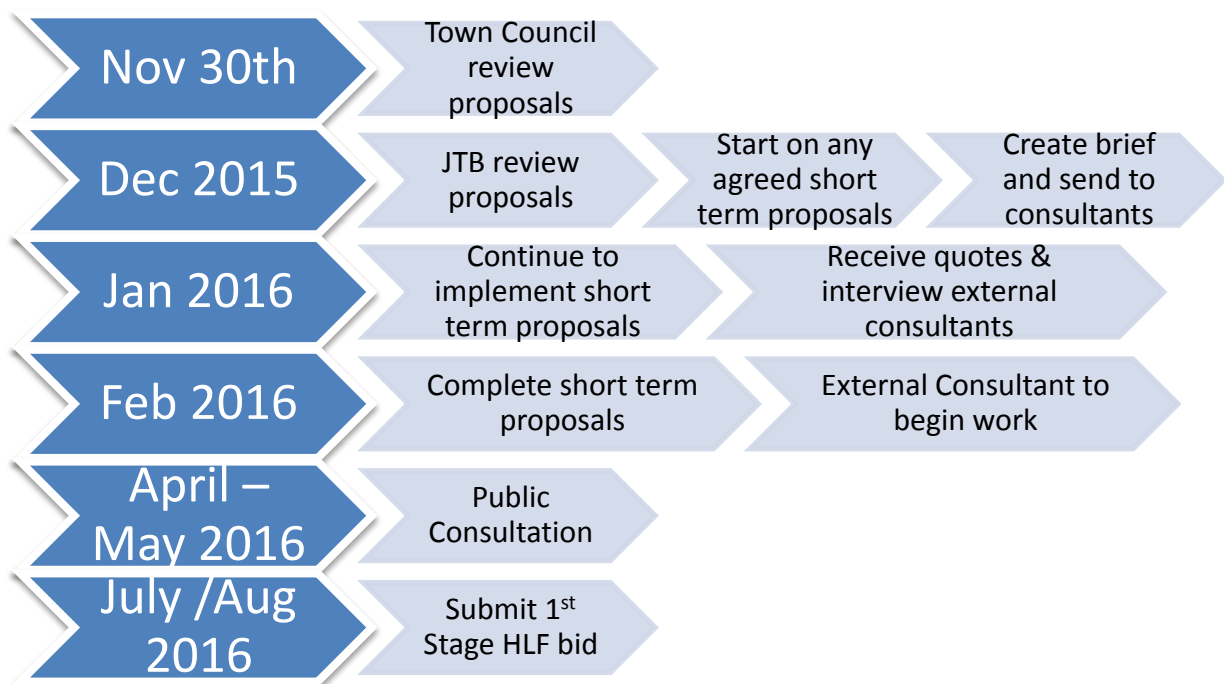 Nov 30th
Town Council
review
proposals
Dec 2015
JTB review
proposals
Start on any
agreed short
term proposals
Create brief
and send to
consultants
Jan 2016
Continue to
implement short
term proposals
Receive quotes &
interview external
consultants
Feb 2016
Complete short term
proposals
External Consultant to
begin work
April –
May 2016
Public
Consultation
July /Aug
2016
Submit 1st
Stage HLF bid